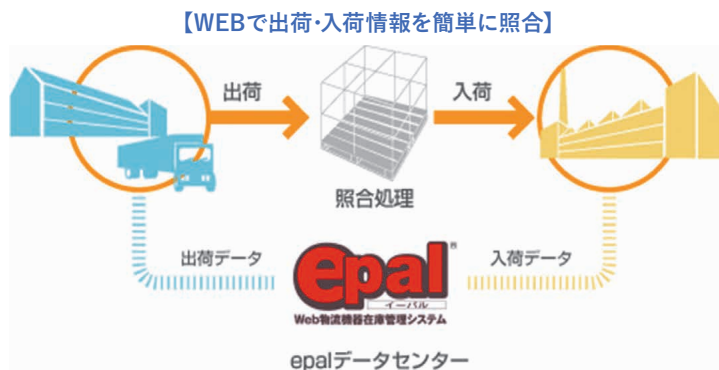 【WEBで出荷・入荷情報を簡単に照合】
出荷
入荷
照合処理
出荷データ
入荷データ
epal®
イーパル
Web物流機器在庫管理システム
epalデータセンター